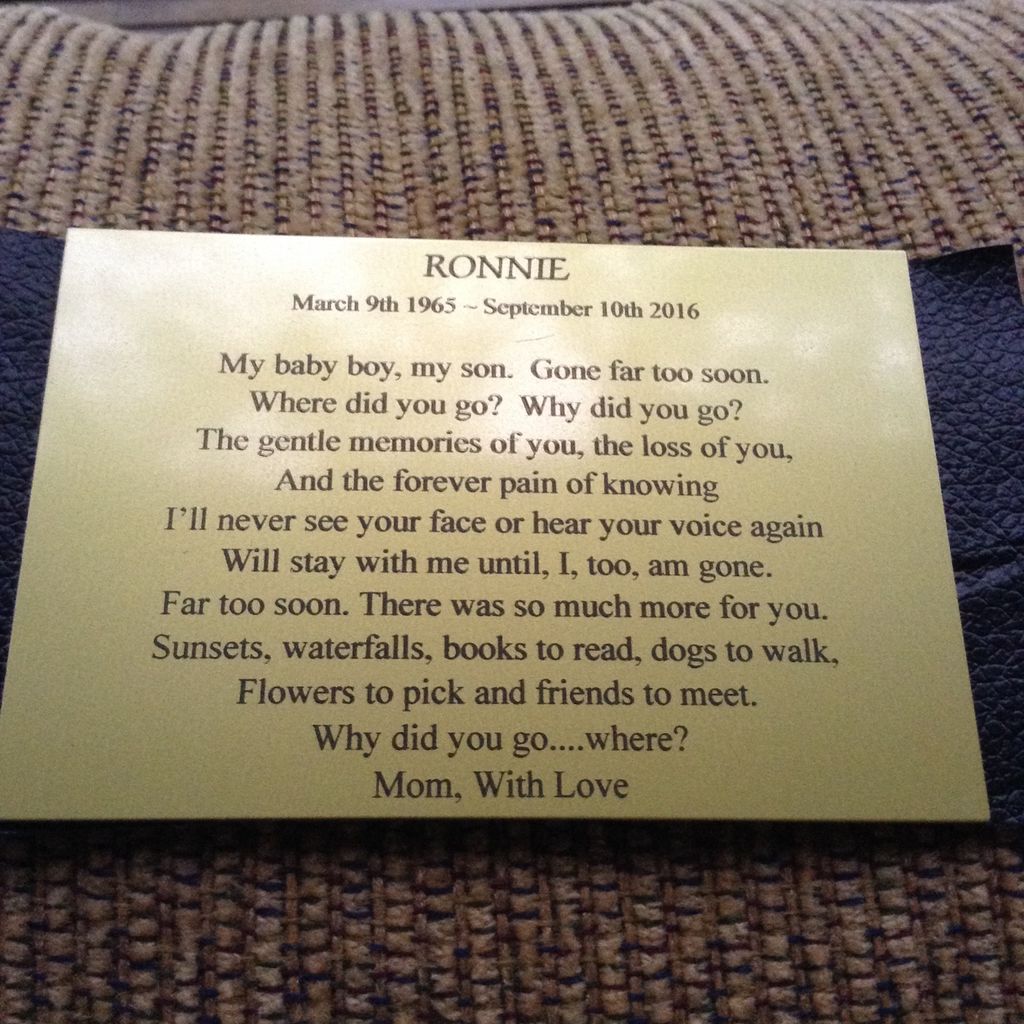 RONNIE
March 9th 1965 ~ September 10th 2016
My baby boy, my son. Gone far too soon.
Where did you go? Why did you go?
The gentle memories of you, the loss of you,
And the forever pain of knowing
I'll never see your face or hear your voice again
Will stay with me until, I, too, am gone.
Far too soon. There was so much more for you.
Sunsets, waterfalls, books to read, dogs to walk,
Flowers to pick and friends to meet.
Why did you go....where?
Mom, With Love